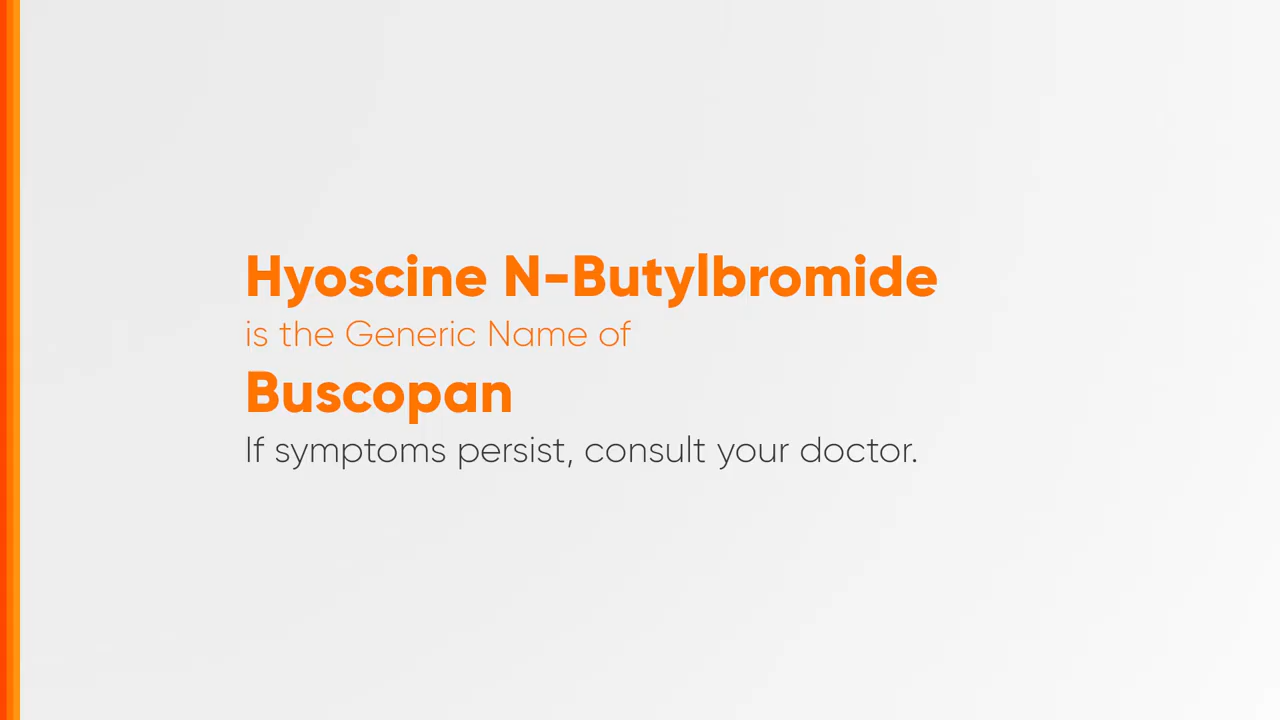 Hyoscine N-Butylbromide
is the Generic Name of
Buscopan
If symptoms persist, consult your doctor.